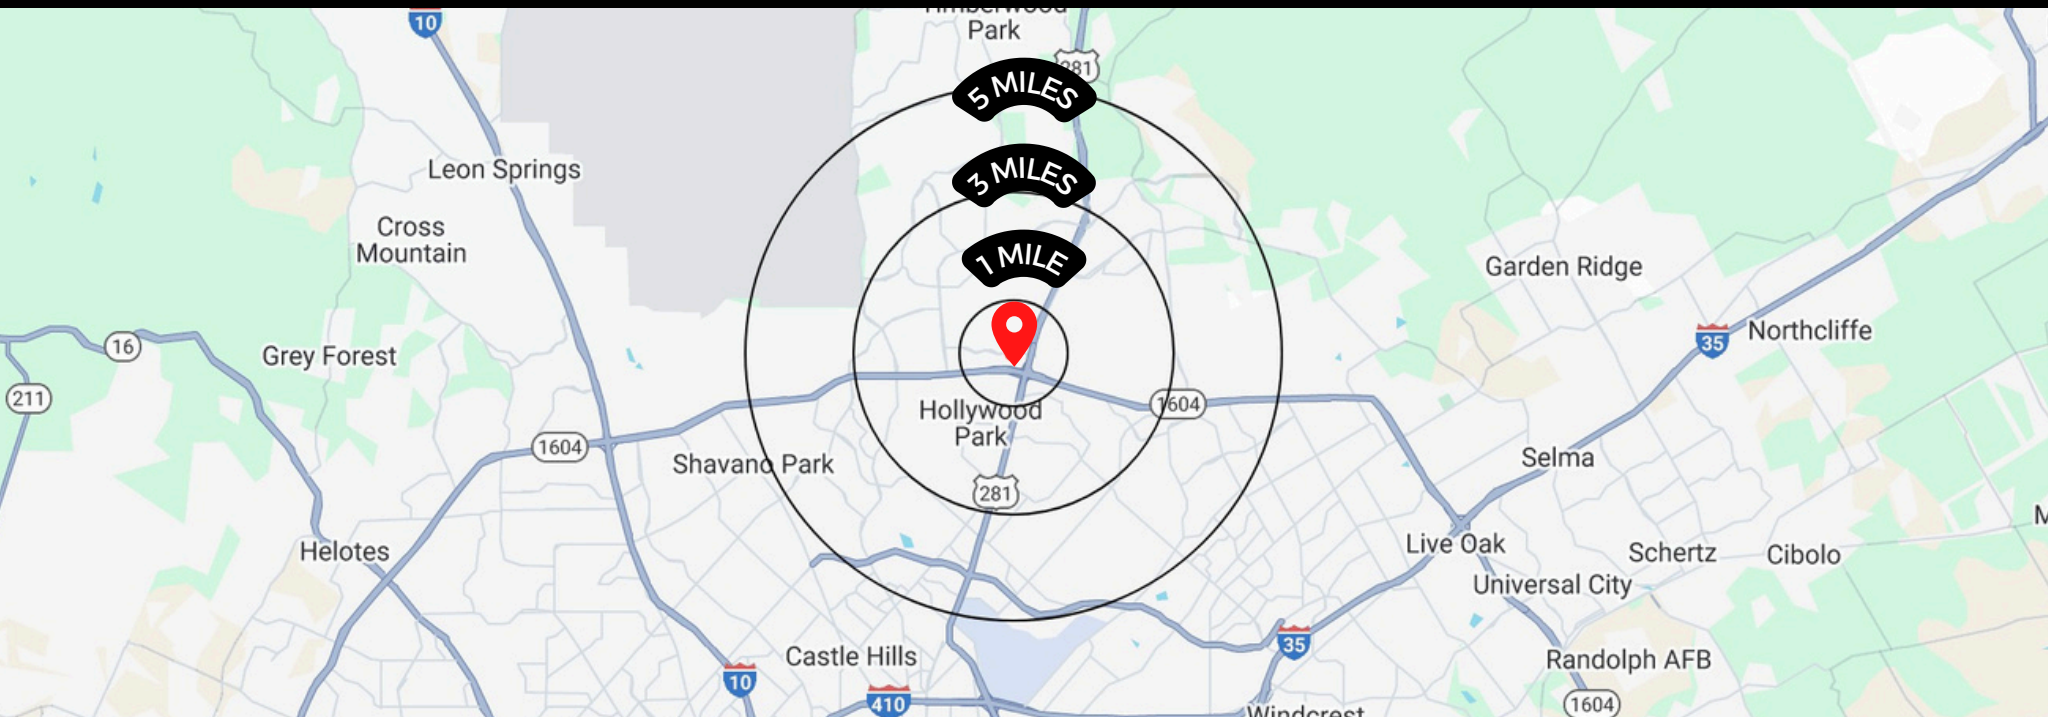 Timberwood
Park
10
281
5 MILES
Leon Springs
3 MILES
Cross
Mountain
1 MILE
Garden Ridge
Northcliffe
35
16
Grey Forest
211
1604
Hollywood
Park
1604
Shavano Park
Selma
281
Helotes
Live Oak
Schertz
Cibolo
Universal City
35
Castle Hills
Randolph AFB
10
410
1604
Windcrest